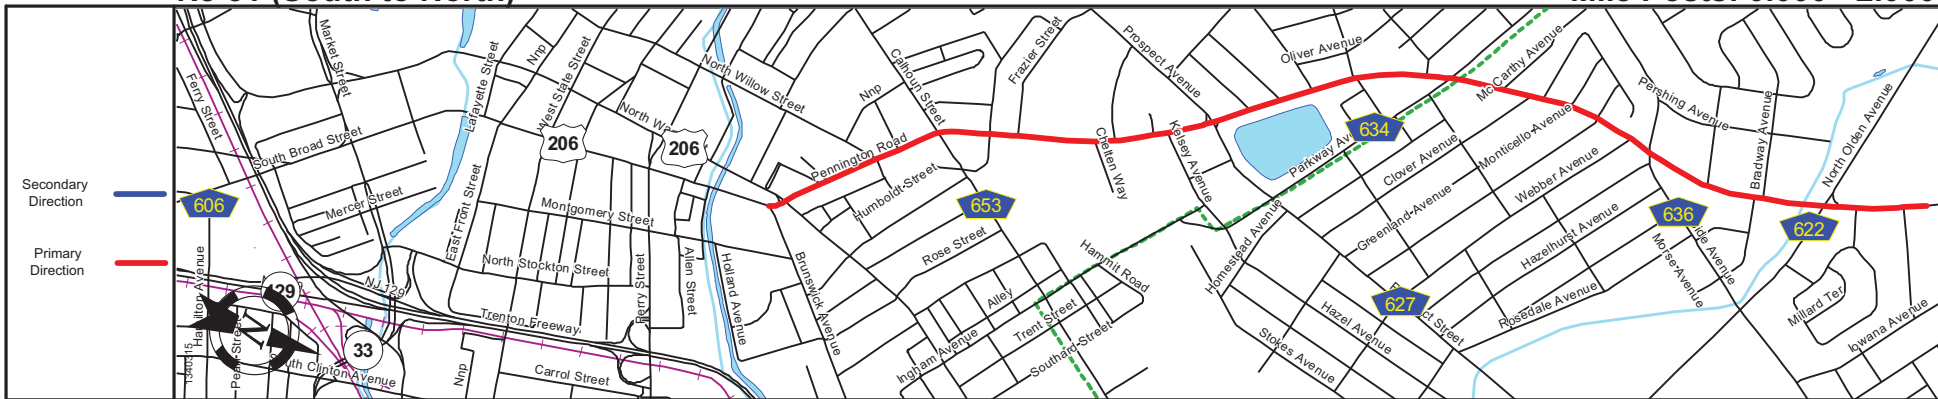 Secondary
Direction
Primary
Direction
Ferry Street
Market Street
South Broad Street
Mercer Street
606
Hamilton Avenue
129
NJ 129
33
1340315
South Clinton Avenue
Lafayette Street
Nnp
West State Street
206
East Front Street
North Stockton Street
Montgomery Street
Trenton Freeway
Perry Street
Allen Street
Nnp
Carrol Street
Holland Avenue
206
North Willow Street
Brunswick Avenue
Pennington Road
Nnp
Calhoun Street
Humboldt Street
653
Rose Street
Alley
Ingham Avenue
Trent Street
Southard Street
Hammit Road
Frazier Street
Prospect Avenue
Chelten Way
Kelsey Avenue
Homestead Avenue
Oliver Avenue
634
McCarthy Avenue
Clover Avenue
Monticello Avenue
Greenland Avenue
Webber Avenue
Hazelhurst Avenue
627
Rosedale Avenue
Hazel Avenue
Stokes Avenue
Pershing Avenue
Bradway Avenue
North Olden Avenue
636
Morse Avenue
622
Millard Ter
Iowana Avenue